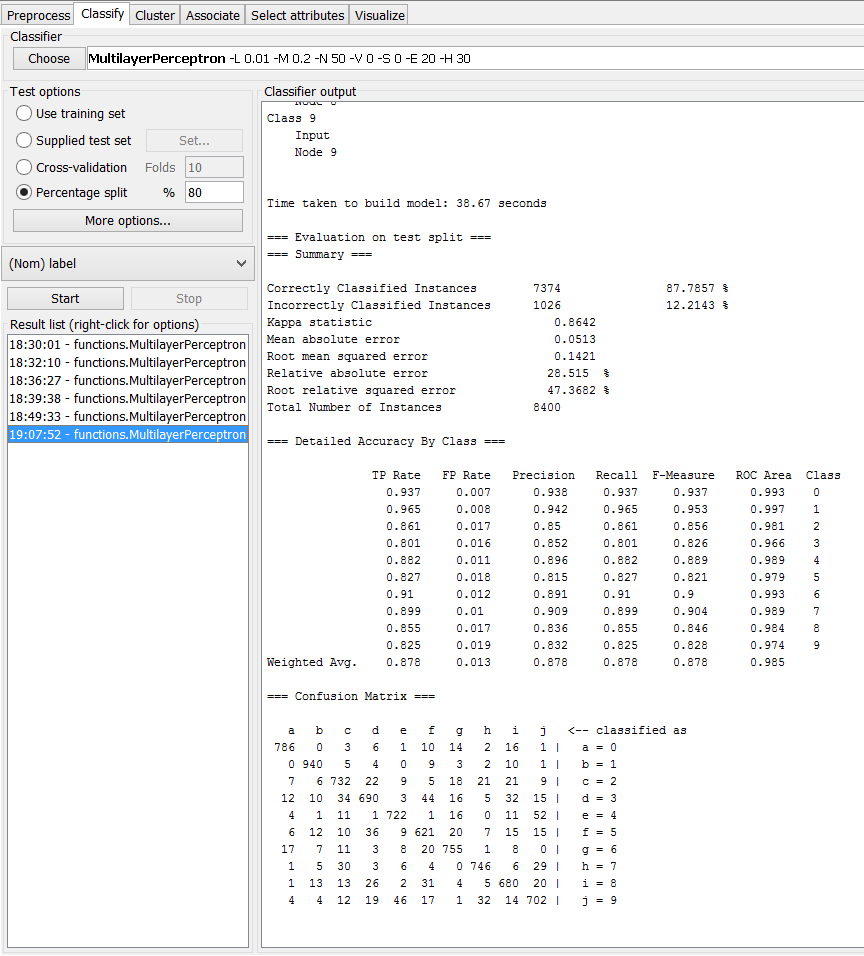 Preprocess Classify Cluster Associate Select attributes Visualize
Classifier
Choose MultilayerPerceptron -L 0.01 -M 0.2 -N 50 -V 0 -S 0 -E 20 -H 30
Test options
Use training set
Supplied test set Set...
Cross-validation Folds 10
Percentage split % 80
More options...
(Nom) label
Start Stop
Result list (right-click for options)
18:30:01 - functions.MultilayerPerceptron
18:32:10 - functions.MultilayerPerceptron
18:36:27 - functions.MultilayerPerceptron
18:39:38 - functions.MultilayerPerceptron
18:49:33 - functions.MultilayerPerceptron
19:07:52 - functions.MultilayerPerceptron
Classifier output
Class 9
Input
Node 9
Time taken to build model: 38.67 seconds
=== Evaluation on test split ===
=== Summary ===
Correctly Classified Instances 7374 87.7857 %
Incorrectly Classified Instances 1026 12.2143 %
Kappa statistic 0.8642
Mean absolute error 0.0513
Root mean squared error 0.1421
Relative absolute error 28.515 %
Root relative squared error 47.3682 %
Total Number of Instances 8400
=== Detailed Accuracy By Class ===
TP Rate FP Rate Precision Recall F-Measure ROC Area Class
0.937 0.007 0.938 0.937 0.937 0.993 0
0.965 0.008 0.942 0.965 0.953 0.997 1
0.861 0.017 0.85 0.861 0.856 0.981 2
0.801 0.016 0.852 0.801 0.826 0.966 3
0.882 0.011 0.896 0.882 0.889 0.989 4
0.827 0.018 0.815 0.827 0.821 0.979 5
0.91 0.012 0.891 0.91 0.9 0.993 6
0.899 0.01 0.909 0.899 0.904 0.989 7
0.855 0.017 0.836 0.855 0.846 0.984 8
0.825 0.019 0.832 0.825 0.828 0.974 9
Weighted Avg. 0.878 0.013 0.878 0.878 0.878 0.985
=== Confusion Matrix ===
a b c d e f g h i j <-- classified as
786 0 3 6 1 10 14 2 16 1 | a = 0
0 940 5 4 0 9 3 2 10 1 | b = 1
7 6 732 22 9 5 18 21 21 9 | c = 2
12 10 34 690 3 44 16 5 32 15 | d = 3
4 1 11 1 722 1 16 0 11 52 | e = 4
6 12 10 36 9 621 20 7 15 15 | f = 5
17 7 11 3 8 20 755 1 8 0 | g = 6
1 5 30 3 6 4 0 746 6 29 | h = 7
1 13 13 26 2 31 4 5 680 20 | i = 8
4 4 12 19 46 17 1 32 14 702 | j = 9